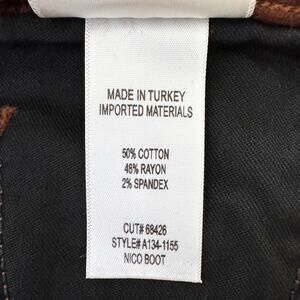 MADE IN TURKEY
IMPORTED MATERIALS
50% COTTON
48% RAYON
2% SPANDEX
CUT# 68426
STYLE# A134-1155
NICO BOOT